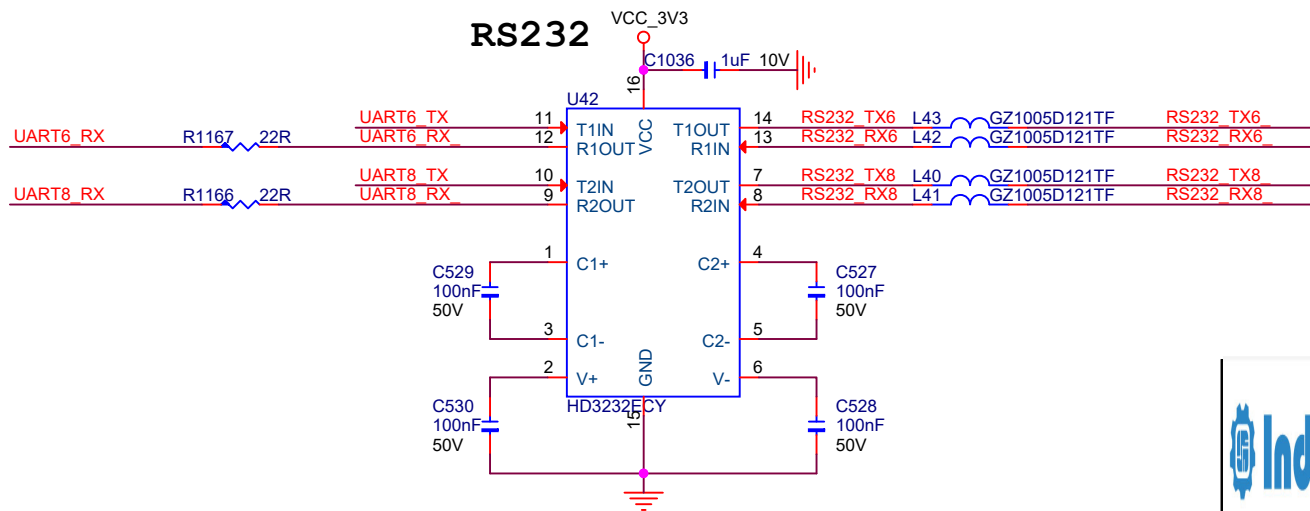 RS232
VCC_3V3
C1036 1uF 10V
16
U42
UART6_TX 11 T1IN T1OUT 14 RS232_TX6 L43 GZ1005D121TF RS232_TX6_
UART6_RX R1167 22R UART6_RX_ 12 R1OUT VCC R1IN 13 RS232_RX6 L42 GZ1005D121TF RS232_RX6_
UART8_TX 10 T2IN T2OUT 7 RS232_TX8 L40 GZ1005D121TF RS232_TX8_
UART8_RX R1166 22R UART8_RX_ 9 R2OUT R2IN 8 RS232_RX8 L41 GZ1005D121TF RS232_RX8_
1 C1+ C2+ 4
C529 C527
100nF 100nF
50V 50V
3 C1- C2- 5
2 V+ GND V- 6
HD3232ECY
C530 15 C528
100nF 100nF
50V 50V
Ind